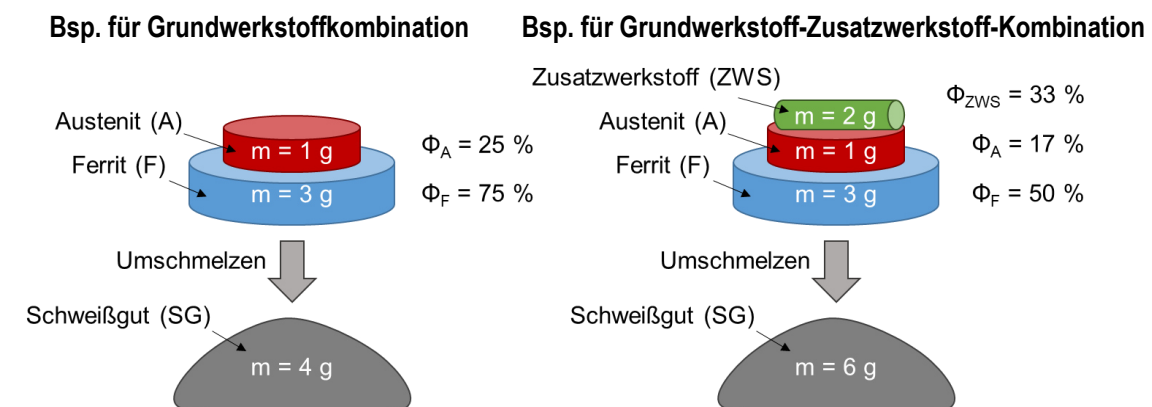 Bsp. für Grundwerkstoffkombination
Austenit (A)
Ferrit (F)
m = 1 g
m = 3 g
Φ_A = 25 %
Φ_F = 75 %
Umschmelzen
Schweißgut (SG)
m = 4 g
Bsp. für Grundwerkstoff-Zusatzwerkstoff-Kombination
Zusatzwerkstoff (ZWS)
Austenit (A)
Ferrit (F)
m = 2 g
m = 1 g
m = 3 g
Φ_ZWS = 33 %
Φ_A = 17 %
Φ_F = 50 %
Umschmelzen
Schweißgut (SG)
m = 6 g